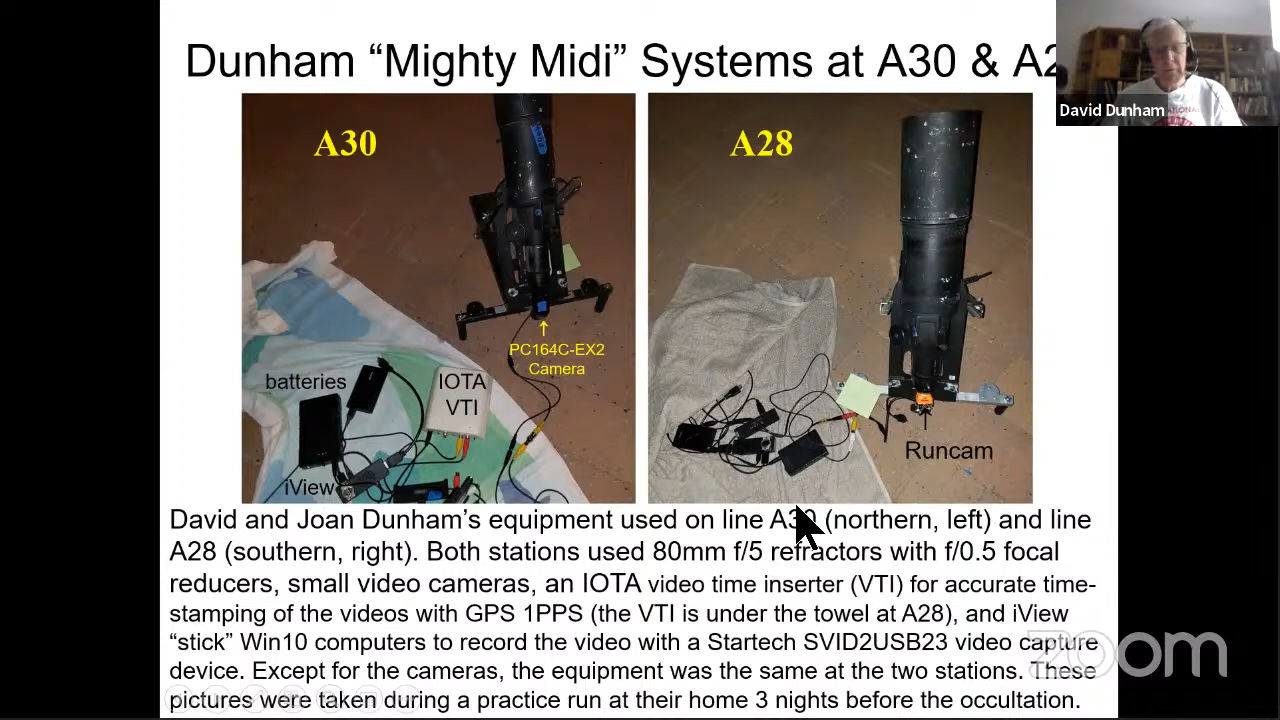 Dunham “Mighty Midi” Systems at A30 & A2
David Dunham
A30
A28
PC164C-EX2
Camera
batteries
IOTA
VTI
iView
Runcam
David and Joan Dunham’s equipment used on line A30 (northern, left) and line
A28 (southern, right). Both stations used 80mm f/5 refractors with f/0.5 focal
reducers, small video cameras, an IOTA video time inserter (VTI) for accurate time-
stamping of the videos with GPS 1PPS (the VTI is under the towel at A28), and iView
“stick” Win10 computers to record the video with a Startech SVID2USB23 video capture
device. Except for the cameras, the equipment was the same at the two stations. These
pictures were taken during a practice run at their home 3 nights before the occultation.
zoom